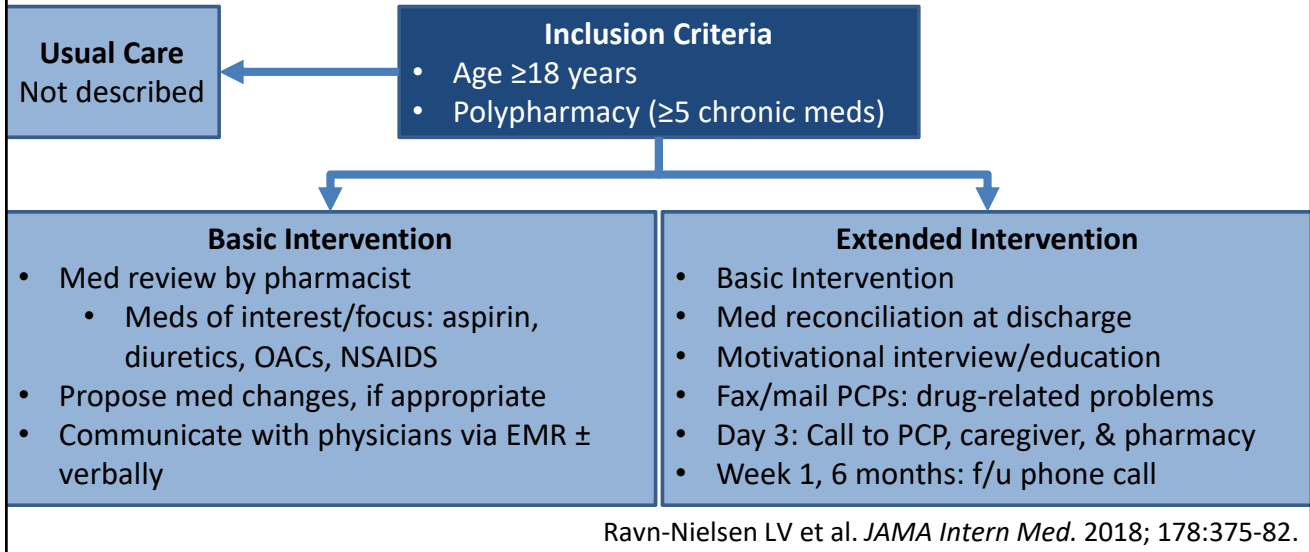 Usual Care
Not described
Inclusion Criteria
• Age ≥18 years
• Polypharmacy (≥5 chronic meds)
Basic Intervention
• Med review by pharmacist
• Meds of interest/focus: aspirin,
diuretics, OACs, NSAIDS
• Propose med changes, if appropriate
• Communicate with physicians via EMR ±
verbally
Extended Intervention
• Basic Intervention
• Med reconciliation at discharge
• Motivational interview/education
• Fax/mail PCPs: drug-related problems
• Day 3: Call to PCP, caregiver, & pharmacy
• Week 1, 6 months: f/u phone call
Ravn-Nielsen LV et al. JAMA Intern Med. 2018; 178:375-82.